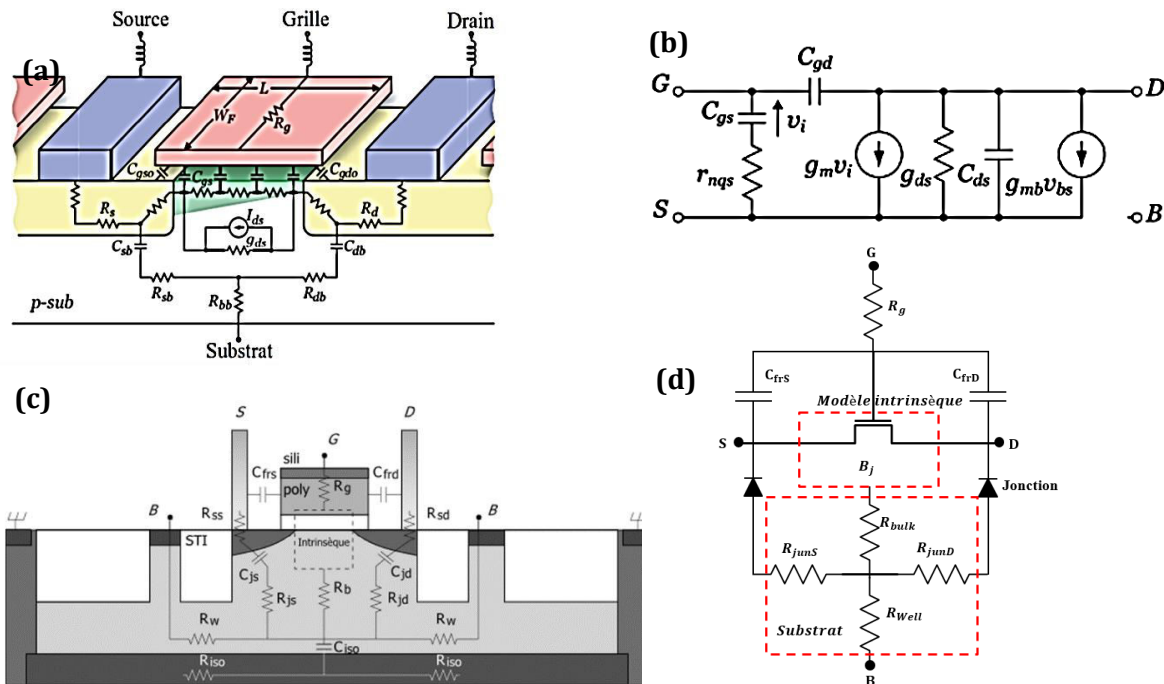 (a)
Source
Grille
Drain
L
W_F
R_g
C_gso
C_gs
C_gdo
R_s
I_ds
g_ds
R_d
C_sb
C_db
R_sb
R_bb
R_db
p-sub
Substrat
(b)
G
C_gd
D
C_gs
v_i
r_nqs
g_m v_i
g_ds
C_ds
g_mb v_bs
S
B
(c)
S
D
G
sili
C_frs
poly
R_g
C_frd
B
R_ss
R_sd
B
STI
Intrinsèque
C_js
C_jd
R_js
R_b
R_jd
R_w
R_w
C_iso
R_iso
R_iso
(d)
G
R_g
C_frS
C_frD
Modèle intrinsèque
S
D
B_j
Jonction
R_bulk
R_junS
R_junD
R_Well
Substrat
B